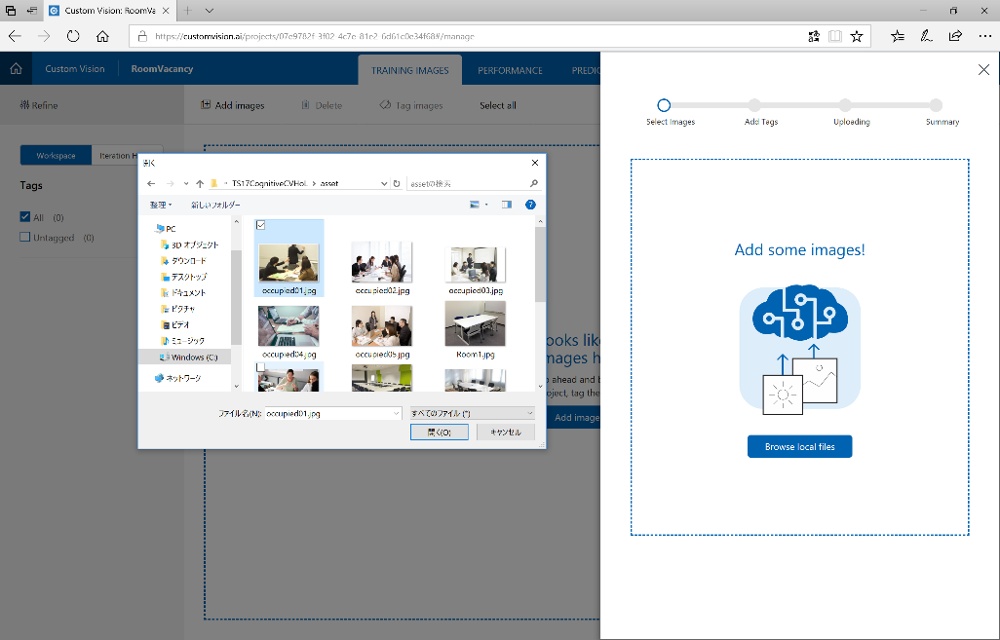 Custom Vision: RoomVa
https://customvision.ai/projects/07e9782f-3f02-4c7e-81e2-6d61c0e34f68#/manage
Custom Vision
RoomVacancy
TRAINING IMAGES
PERFORMANCE
PREDIC
Refine
Add images
Delete
Tag images
Select all
Workspace
Iteration H
Tags
All (0)
Untagged (0)
開く
TS17CognitiveCVHol... > asset
assetの検索
整理
新しいフォルダー
PC
3D オブジェクト
ダウンロード
デスクトップ
ドキュメント
ピクチャ
ビデオ
ミュージック
Windows (C:)
ネットワーク
occupied01.jpg
occupied02.jpg
occupied03.jpg
occupied04.jpg
occupied05.jpg
Room1.jpg
ファイル名(N):
occupied01.jpg
すべてのファイル (*)
開く(O)
キャンセル
ooks like
mages h
o ahead and b
oject, tag the
Add image
Select Images
Add Tags
Uploading
Summary
Add some images!
Browse local files